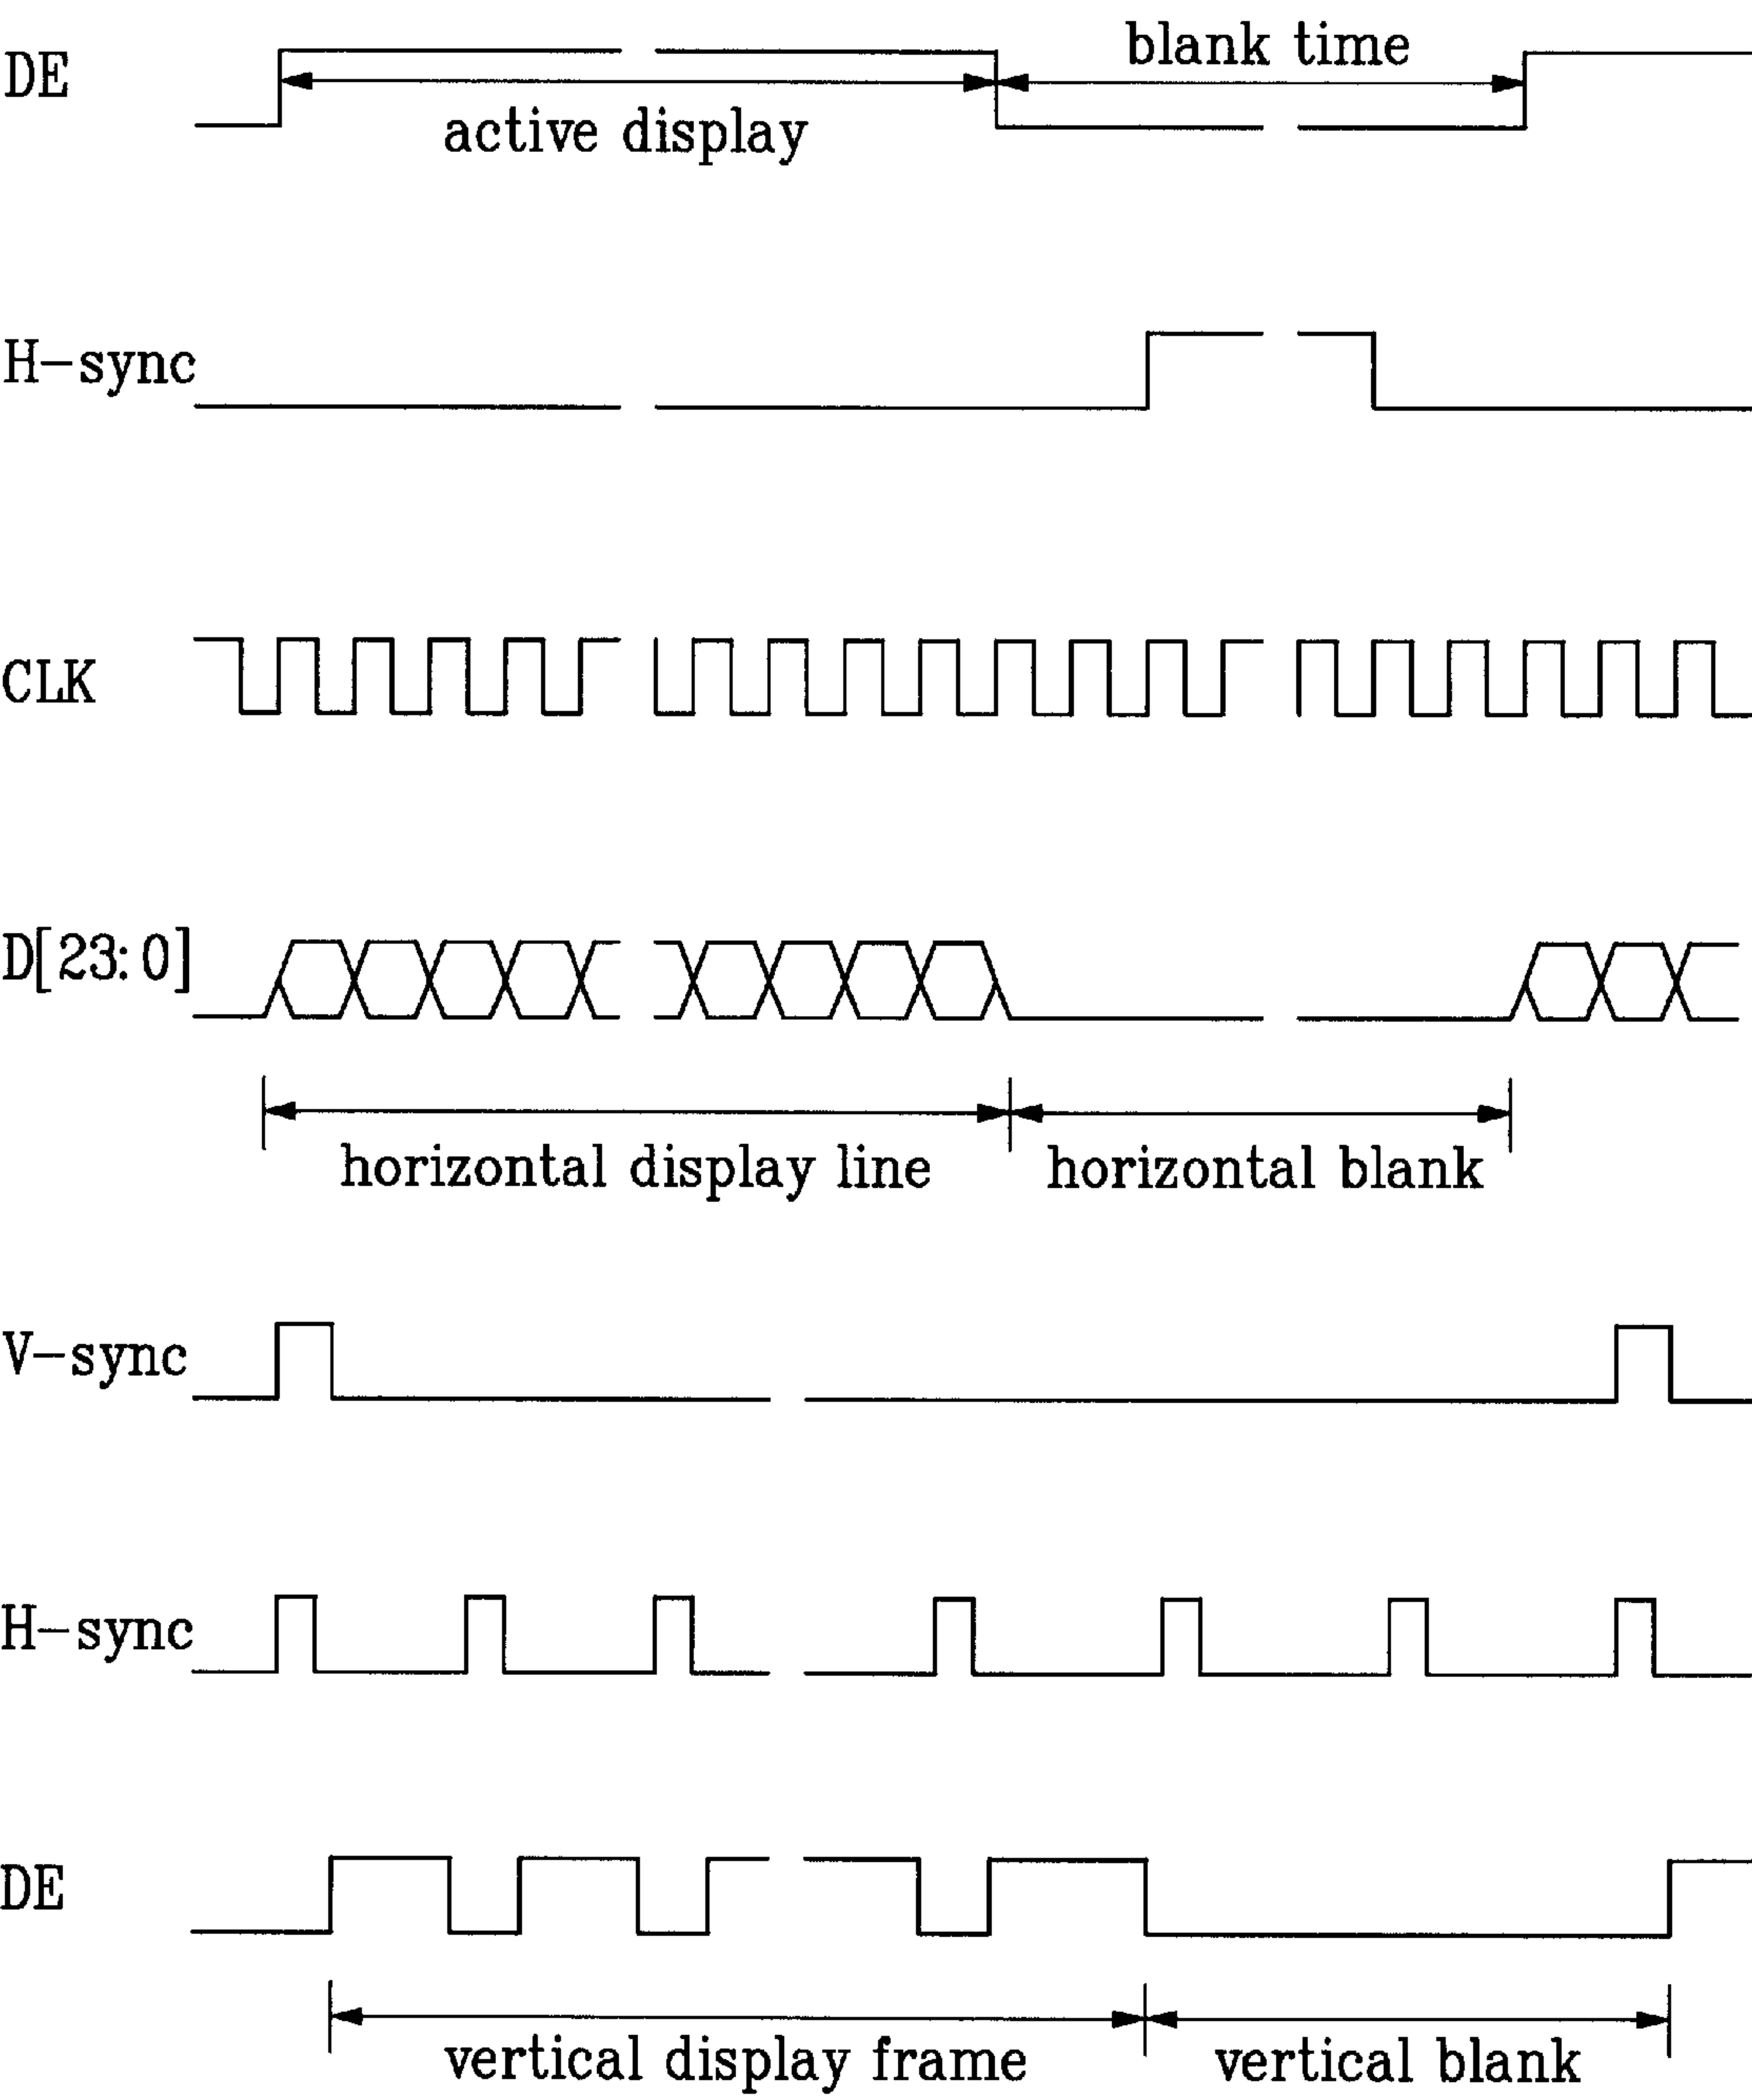 DE
blank time
active display
H-sync
CLK
D[23:0]
horizontal display line
horizontal blank
V-sync
H-sync
DE
vertical display frame
vertical blank